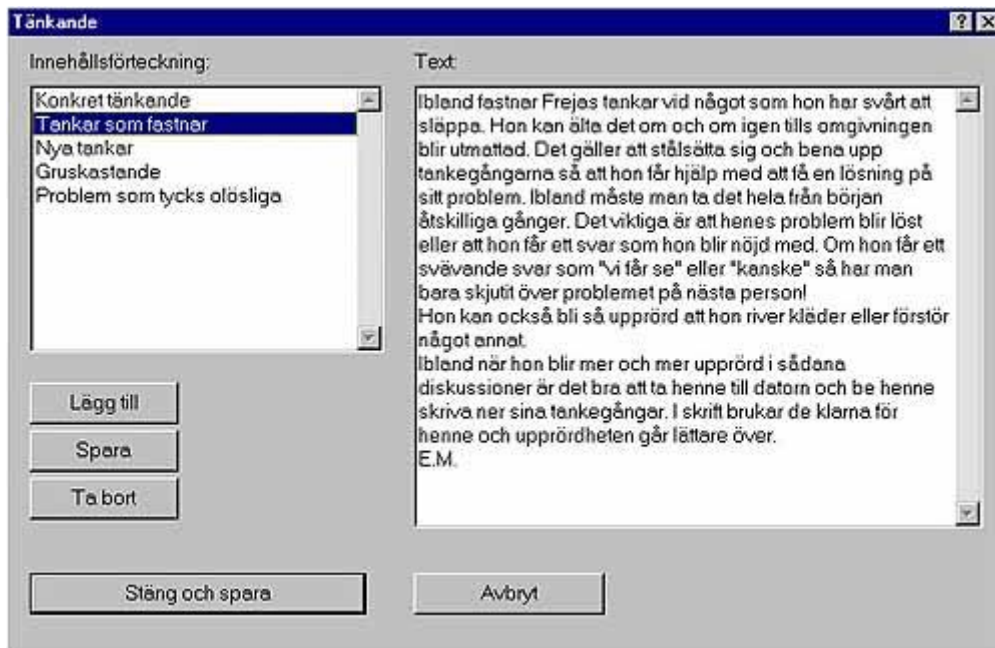 Tänkande
Innehållsförteckning:
Konkret tänkande
Tankar som fastnar
Nya tankar
Gruskastande
Problem som tycks olösliga
Lägg till
Spara
Ta bort
Stäng och spara
Text:
Ibland fastnar Frejas tankar vid något som hon har svårt att
släppa. Hon kan älta det om och om igen tills omgivningen
blir utmattad. Det gäller att stålsätta sig och bena upp
tankegångarna så att hon får hjälp med att få en lösning på
sitt problem. Ibland måste man ta det hela från början
åtskilliga gånger. Det viktiga är att henes problem blir löst
eller att hon får ett svar som hon blir nöjd med. Om hon får ett
svävande svar som "vi får se" eller "kanske" så har man
bara skjutit över problemet på nästa person!
Hon kan också bli så upprörd att hon river kläder eller förstör
något annat.
Ibland när hon blir mer och mer upprörd i sådana
diskussioner är det bra att ta henne till datorn och be henne
skriva ner sina tankegångar. I skrift brukar de klarna för
henne och upprördheten går lättare över.
E.M.
Avbryt